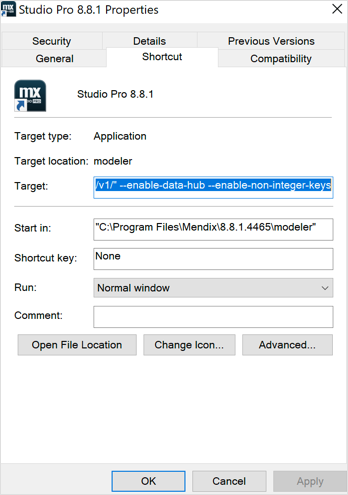 Studio Pro 8.8.1 Properties
Security Details Previous Versions
General Shortcut Compatibility
mx
Studio Pro 8.8.1
Target type: Application
Target location: modeler
Target: /v1/" --enable-data-hub --enable-non-integer-keys
Start in: "C:\Program Files\Mendix\8.8.1.4465\modeler"
Shortcut key: None
Run: Normal window
Comment:
Open File Location Change Icon... Advanced...
OK Cancel Apply